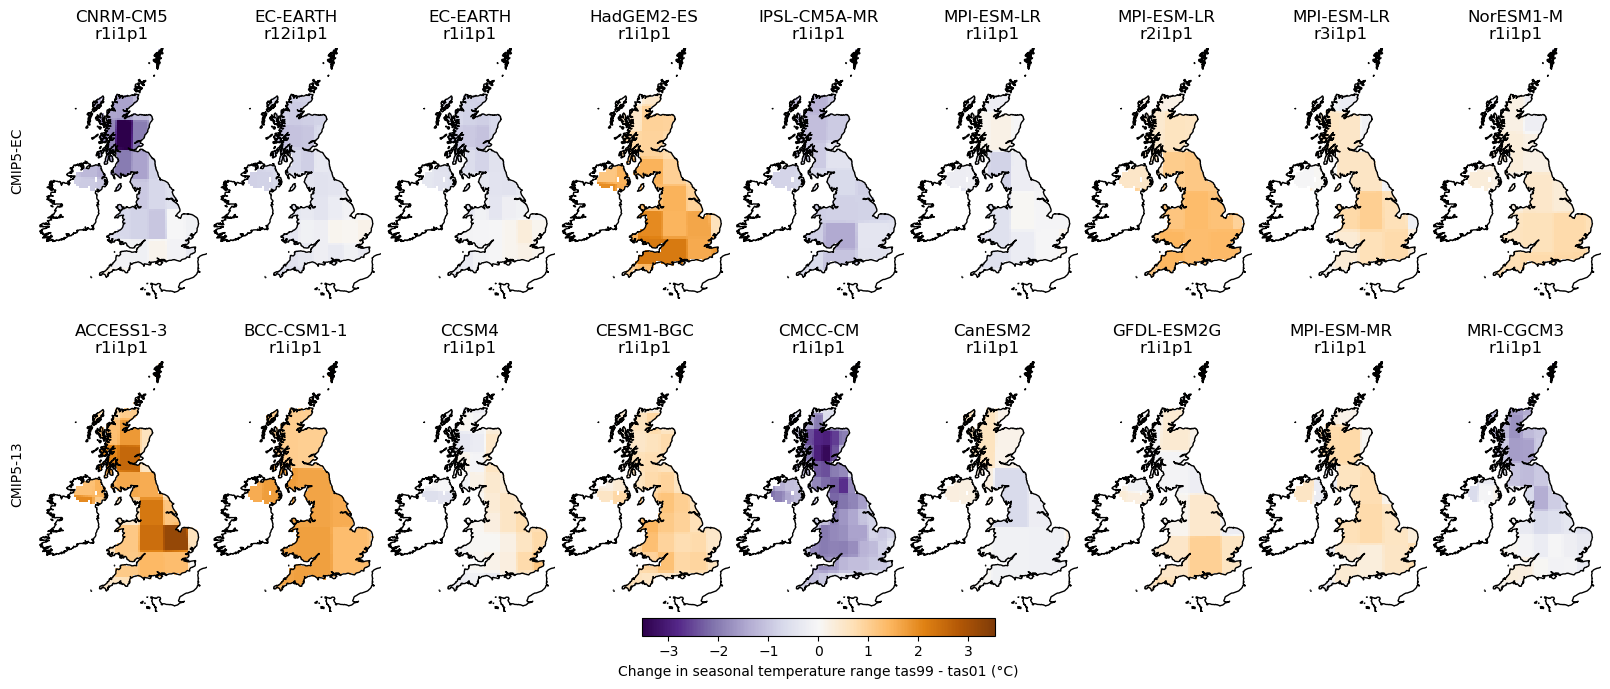 CNRM-CM5 EC-EARTH EC-EARTH HadGEM2-ES IPSL-CM5A-MR MPI-ESM-LR MPI-ESM-LR MPI-ESM-LR NorESM1-M
r1i1p1 r12i1p1 r1i1p1 r1i1p1 r1i1p1 r1i1p1 r2i1p1 r3i1p1 r1i1p1
CMIP5-EC
ACCESS1-3 BCC-CSM1-1 CCSM4 CESM1-BGC CMCC-CM CanESM2 GFDL-ESM2G MPI-ESM-MR MRI-CGCM3
r1i1p1 r1i1p1 r1i1p1 r1i1p1 r1i1p1 r1i1p1 r1i1p1 r1i1p1 r1i1p1
CMIP5-13
−3 −2 −1 0 1 2 3
Change in seasonal temperature range tas99 - tas01 (°C)